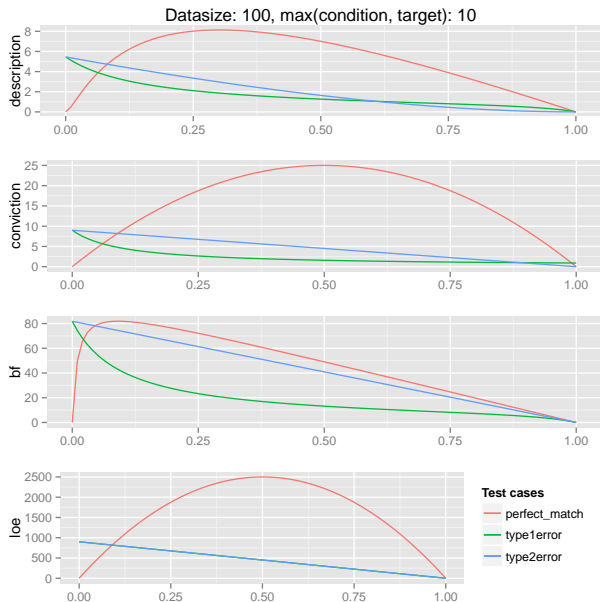 Datasize: 100, max(condition, target): 10
description
8
6
4
2
0
0.00 0.25 0.50 0.75 1.00
conviction
25
20
15
10
5
0
0.00 0.25 0.50 0.75 1.00
bf
80
60
40
20
0
0.00 0.25 0.50 0.75 1.00
loe
2500
2000
1500
1000
500
0
0.00 0.25 0.50 0.75 1.00
Test cases
perfect_match
type1error
type2error